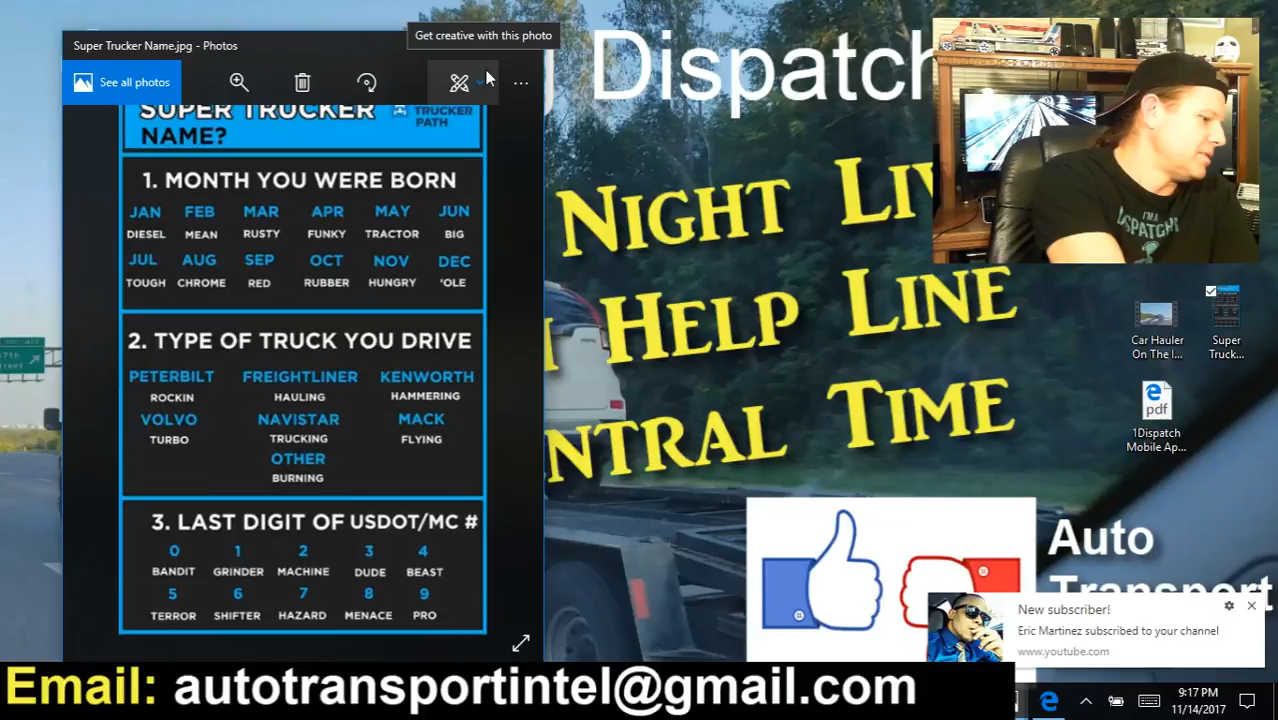 Super Trucker Name.jpg - Photos
Get creative with this photo
See all photos
Dispatch
SUPER TRUCKER
NAME?
TRUCKER
PATH
1. MONTH YOU WERE BORN
JAN FEB MAR APR MAY JUN
DIESEL MEAN RUSTY FUNKY TRACTOR BIG
JUL AUG SEP OCT NOV DEC
TOUGH CHROME RED RUBBER HUNGRY 'OLE
2. TYPE OF TRUCK YOU DRIVE
PETERBILT FREIGHTLINER KENWORTH
ROCKIN HAULING HAMMERING
VOLVO NAVISTAR MACK
TURBO TRUCKING FLYING
OTHER
BURNING
3. LAST DIGIT OF USDOT/MC #
0 1 2 3 4
BANDIT GRINDER MACHINE DUDE BEAST
5 6 7 8 9
TERROR SHIFTER HAZARD MENACE PRO
NIGHT LIV
HELP LINE
NTRAL TIME
I'M A
DISPATCH
Car Hauler
On The I...
Super
Truck...
pdf
1Dispatch
Mobile Ap...
Auto
Transport
New subscriber!
Eric Martinez subscribed to your channel
www.youtube.com
Email: autotransportintel@gmail.com
9:17 PM
11/14/2017